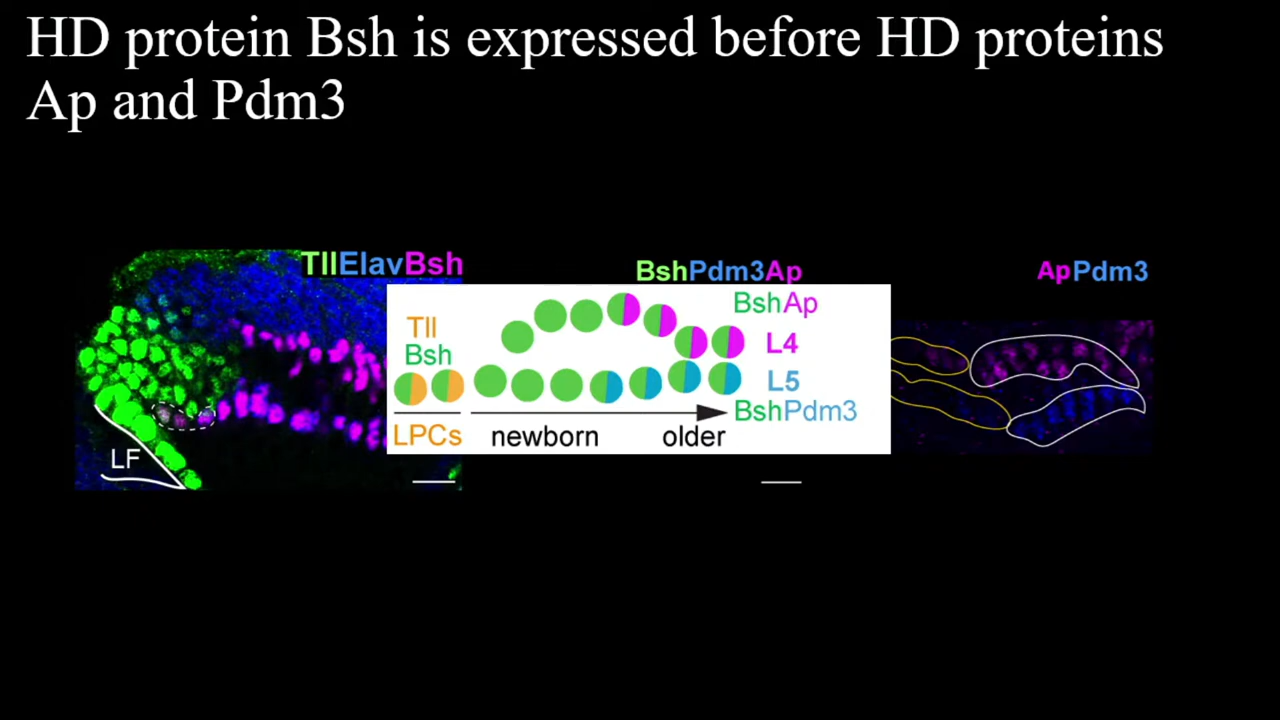 HD protein Bsh is expressed before HD proteins
Ap and Pdm3
TllElavBsh
BshPdm3Ap
ApPdm3
BshAp
Tll
Bsh
L4
L5
BshPdm3
LPCs
newborn
older
LF